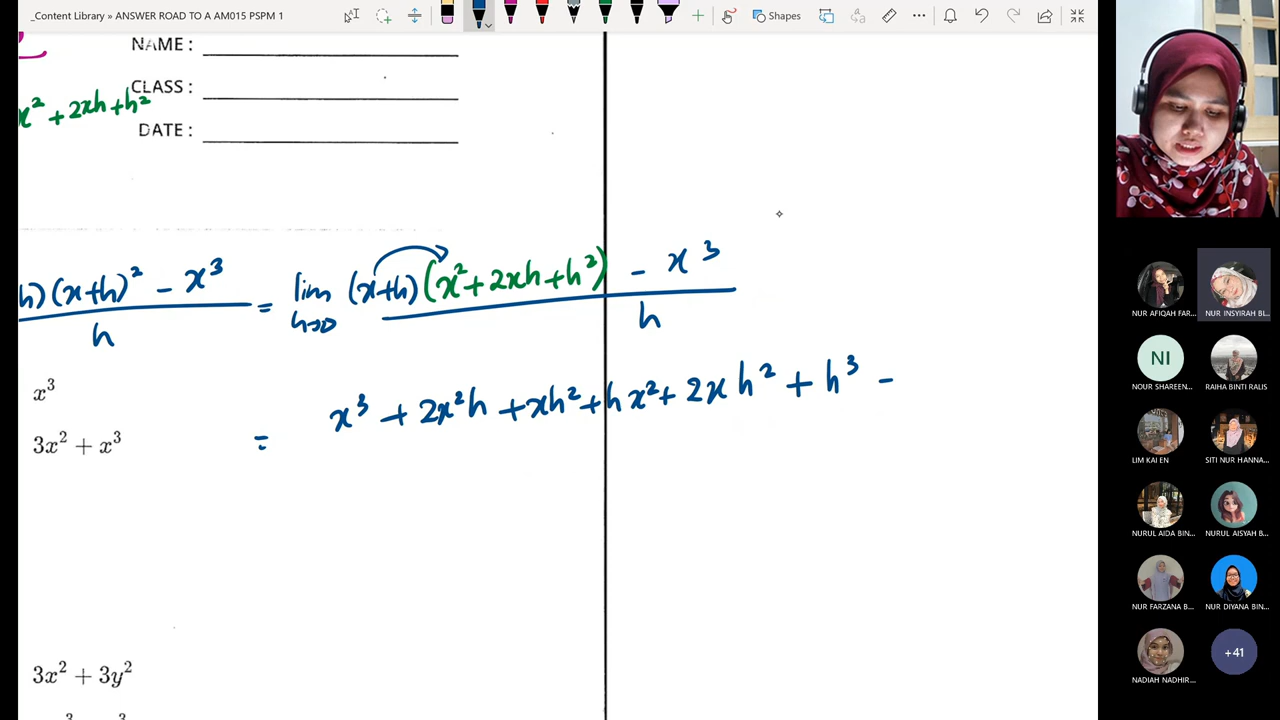 _Content Library » ANSWER ROAD TO A AM015 PSPM 1
Shapes
NAME :
CLASS :
x² + 2xh + h²
DATE :
h)(x+h)² - x³ / h = lim h→0 (x+h)(x²+2xh+h²) - x³ / h
x³
= x³ + 2x²h + xh² + hx² + 2xh² + h³ -
3x² + x³
3x² + 3y²
3 3
NUR AFIQAH FAR...
NUR INSYIRAH BI...
NI
NOUR SHAREEN...
RAIHA BINTI RALIS
LIM KAI EN
SITI NUR HANNA...
NURUL AIDA BIN...
NURUL AISYAH B...
NUR FARZANA B...
NUR DIYANA BIN...
NADIAH NADHIR...
+41